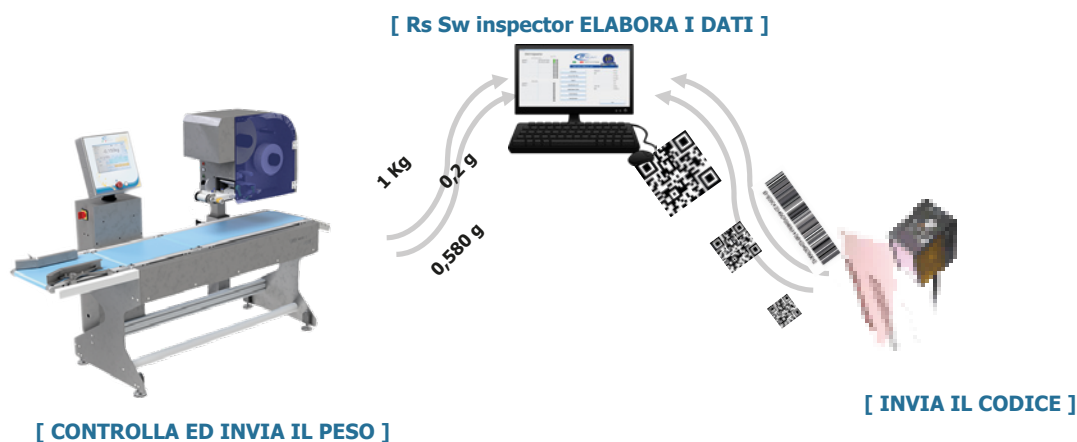 [ Rs Sw inspector ELABORA I DATI ]
1 Kg
0,2 g
0,580 g
[ INVIA IL CODICE ]
[ CONTROLLA ED INVIA IL PESO ]